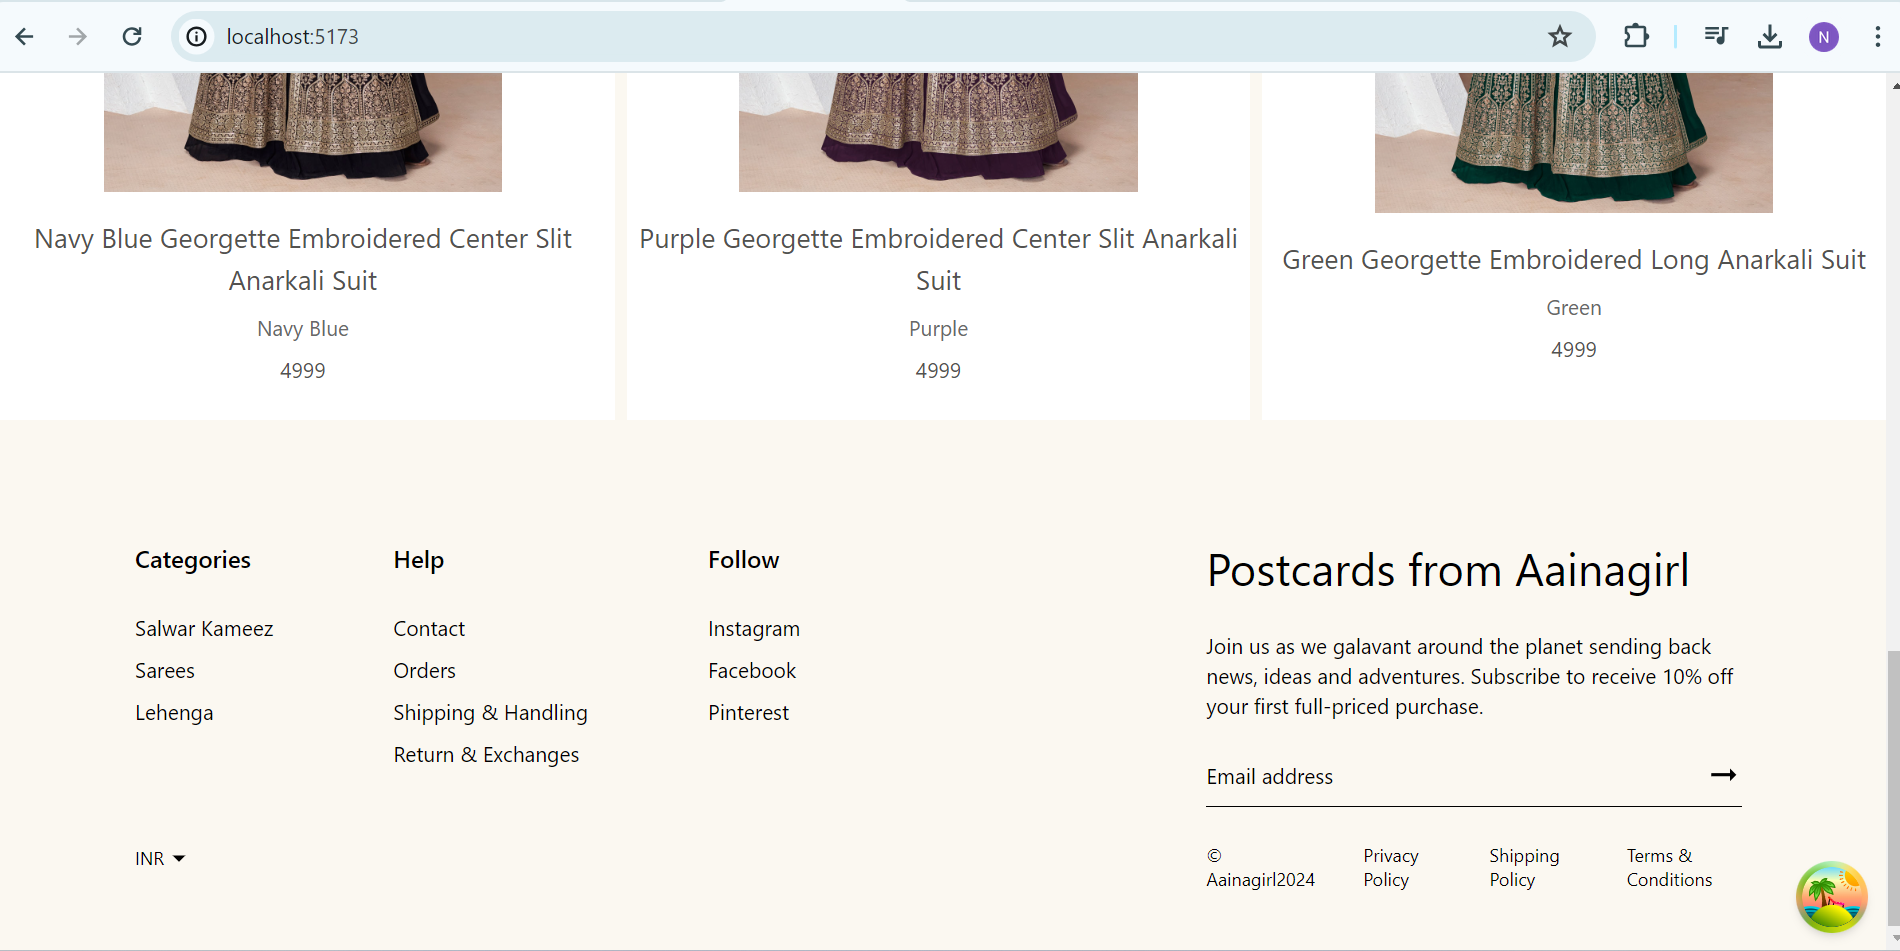 localhost:5173
N
Navy Blue Georgette Embroidered Center Slit
Anarkali Suit
Navy Blue
4999
Purple Georgette Embroidered Center Slit Anarkali
Suit
Purple
4999
Green Georgette Embroidered Long Anarkali Suit
Green
4999
Categories
Salwar Kameez
Sarees
Lehenga
Help
Contact
Orders
Shipping & Handling
Return & Exchanges
Follow
Instagram
Facebook
Pinterest
Postcards from Aainagirl
Join us as we galavant around the planet sending back
news, ideas and adventures. Subscribe to receive 10% off
your first full-priced purchase.
Email address
INR
©
Aainagirl2024
Privacy
Policy
Shipping
Policy
Terms &
Conditions